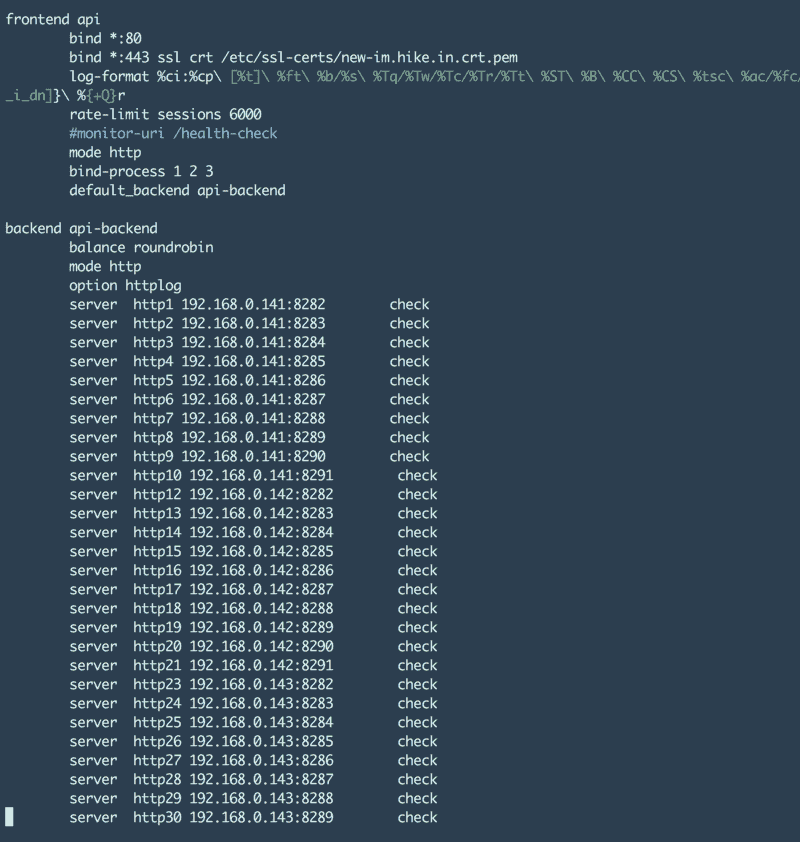 frontend api
bind *:80
bind *:443 ssl crt /etc/ssl-certs/new-im.hike.in.crt.pem
log-format %ci:%cp\ [%t]\ %ft\ %b/%s\ %Tq/%Tw/%Tc/%Tr/%Tt\ %ST\ %B\ %CC\ %CS\ %tsc\ %ac/%fc/
_i_dn]}\ %{+Q}r
rate-limit sessions 6000
#monitor-uri /health-check
mode http
bind-process 1 2 3
default_backend api-backend
backend api-backend
balance roundrobin
mode http
option httplog
server http1 192.168.0.141:8282 check
server http2 192.168.0.141:8283 check
server http3 192.168.0.141:8284 check
server http4 192.168.0.141:8285 check
server http5 192.168.0.141:8286 check
server http6 192.168.0.141:8287 check
server http7 192.168.0.141:8288 check
server http8 192.168.0.141:8289 check
server http9 192.168.0.141:8290 check
server http10 192.168.0.141:8291 check
server http12 192.168.0.142:8282 check
server http13 192.168.0.142:8283 check
server http14 192.168.0.142:8284 check
server http15 192.168.0.142:8285 check
server http16 192.168.0.142:8286 check
server http17 192.168.0.142:8287 check
server http18 192.168.0.142:8288 check
server http19 192.168.0.142:8289 check
server http20 192.168.0.142:8290 check
server http21 192.168.0.142:8291 check
server http23 192.168.0.143:8282 check
server http24 192.168.0.143:8283 check
server http25 192.168.0.143:8284 check
server http26 192.168.0.143:8285 check
server http27 192.168.0.143:8286 check
server http28 192.168.0.143:8287 check
server http29 192.168.0.143:8288 check
server http30 192.168.0.143:8289 check